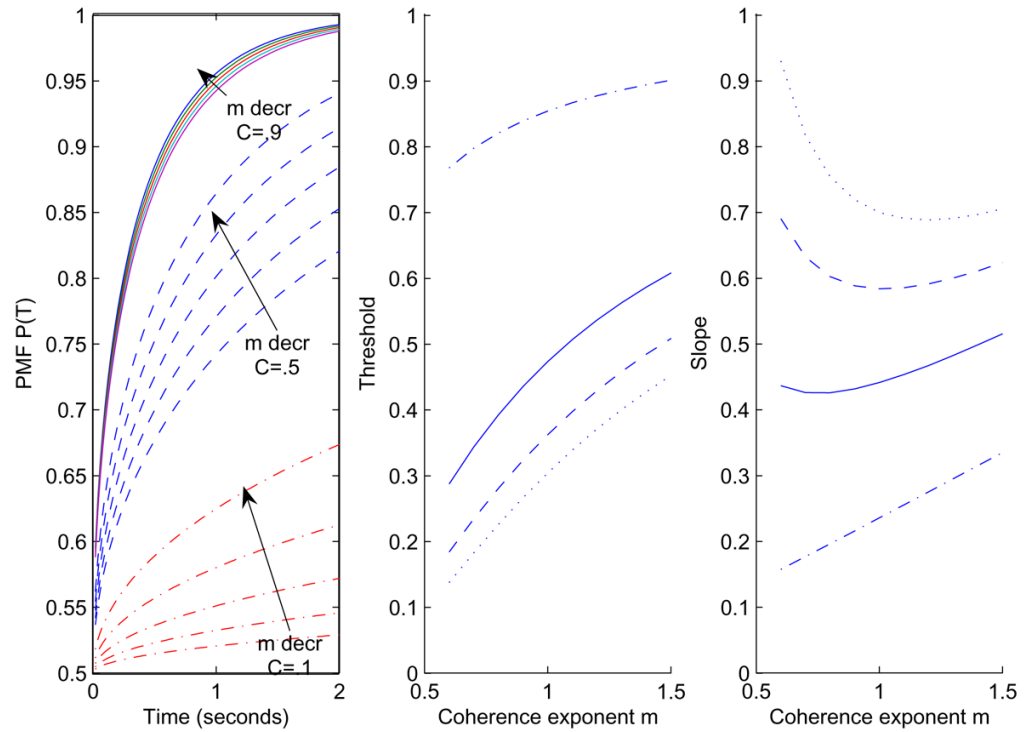 1
0.95
0.9
0.85
0.8
0.75
0.7
0.65
0.6
0.55
0.5
PMF P(T)
m decr
C=.9
m decr
C=.5
m decr
C=.1
0 1 2
Time (seconds)
1
0.9
0.8
0.7
0.6
0.5
0.4
0.3
0.2
0.1
0
Threshold
0.5 1 1.5
Coherence exponent m
1
0.9
0.8
0.7
0.6
0.5
0.4
0.3
0.2
0.1
0
Slope
0.5 1 1.5
Coherence exponent m